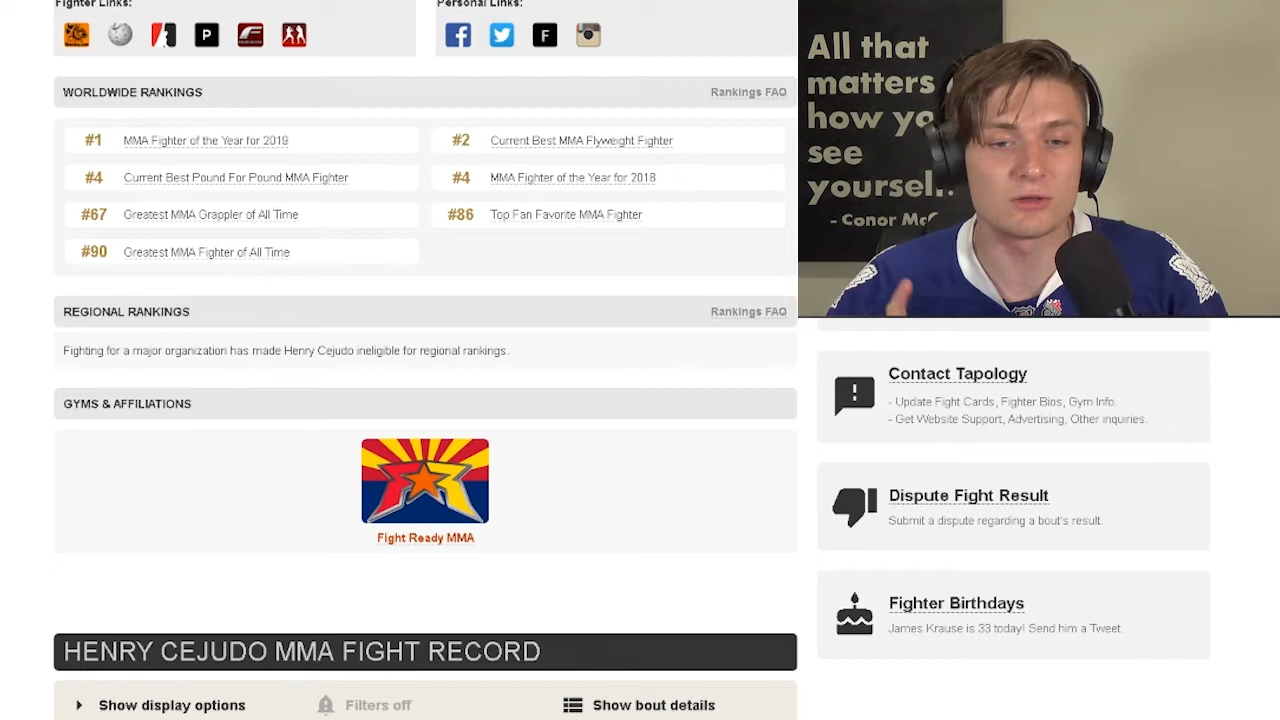 Fighter Links:
Personal Links:
P
F
WORLDWIDE RANKINGS
Rankings FAQ
#1 MMA Fighter of the Year for 2019
#2 Current Best MMA Flyweight Fighter
#4 Current Best Pound For Pound MMA Fighter
#4 MMA Fighter of the Year for 2018
#67 Greatest MMA Grappler of All Time
#86 Top Fan Favorite MMA Fighter
#90 Greatest MMA Fighter of All Time
REGIONAL RANKINGS
Rankings FAQ
Fighting for a major organization has made Henry Cejudo ineligible for regional rankings.
GYMS & AFFILIATIONS
Fight Ready MMA
HENRY CEJUDO MMA FIGHT RECORD
Show display options
Filters off
Show bout details
All that
matters
how yo
see
yourself.
- Conor McG
Contact Tapology
- Update Fight Cards, Fighter Bios, Gym Info.
- Get Website Support, Advertising, Other inquiries.
Dispute Fight Result
Submit a dispute regarding a bout's result.
Fighter Birthdays
James Krause is 33 today! Send him a Tweet.